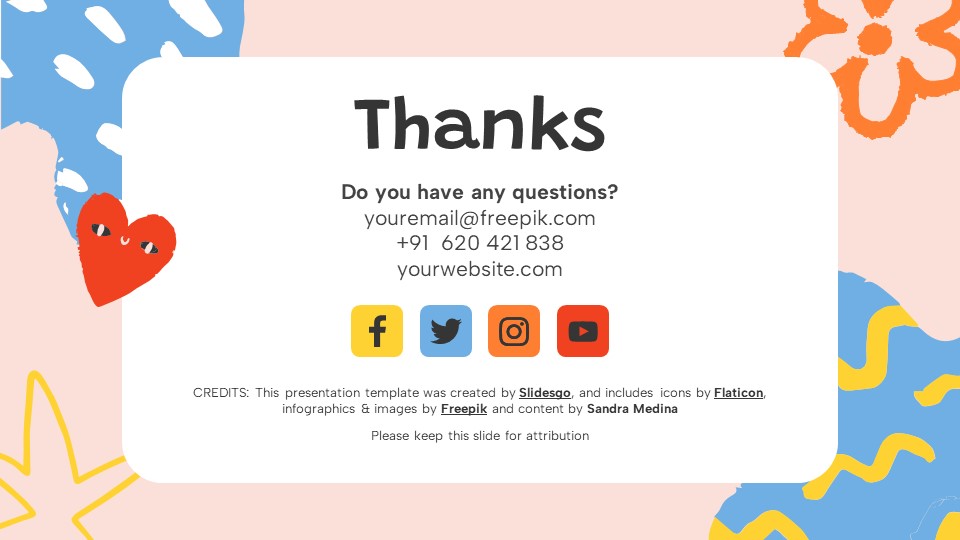 Thanks
Do you have any questions?
youremail@freepik.com
+91 620 421 838
yourwebsite.com
CREDITS: This presentation template was created by Slidesgo, and includes icons by Flaticon,
infographics & images by Freepik and content by Sandra Medina
Please keep this slide for attribution